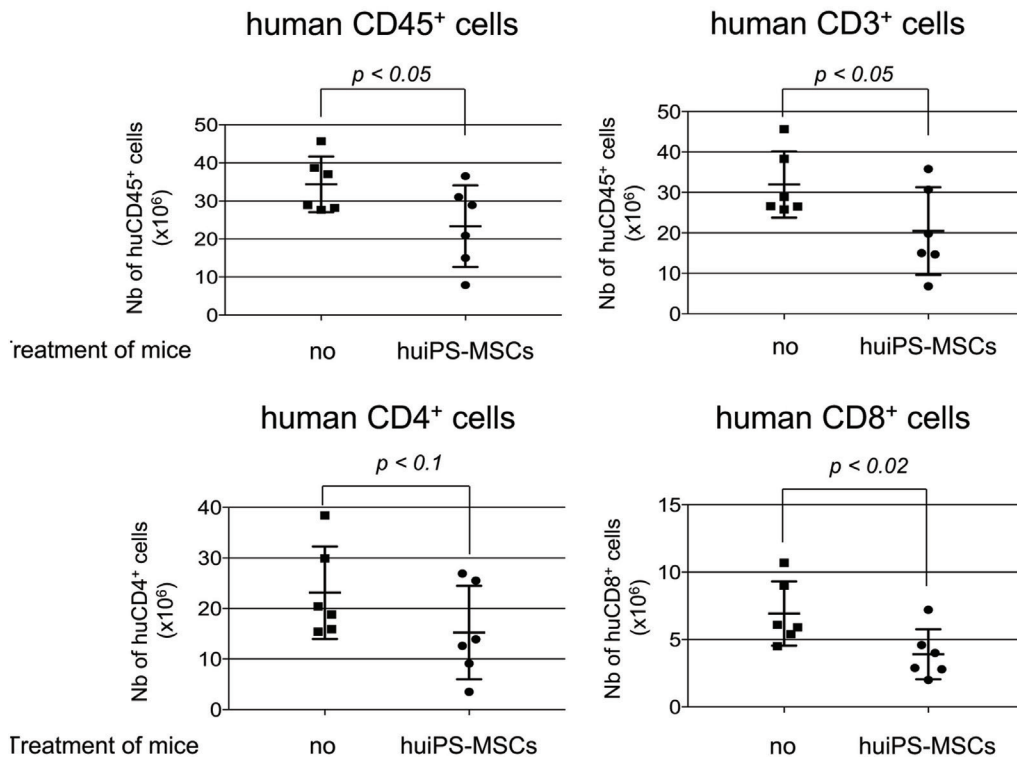 human CD45⁺ cells
p < 0.05
Nb of huCD45⁺ cells
(x10⁶)
50
40
30
20
10
0
Treatment of mice
no
huiPS-MSCs
human CD3⁺ cells
p < 0.05
Nb of huCD45⁺ cells
(x10⁶)
50
40
30
20
10
0
no
huiPS-MSCs
human CD4⁺ cells
p < 0.1
Nb of huCD4⁺ cells
(x10⁶)
40
30
20
10
0
Treatment of mice
no
huiPS-MSCs
human CD8⁺ cells
p < 0.02
Nb of huCD8⁺ cells
(x10⁶)
15
10
5
0
no
huiPS-MSCs